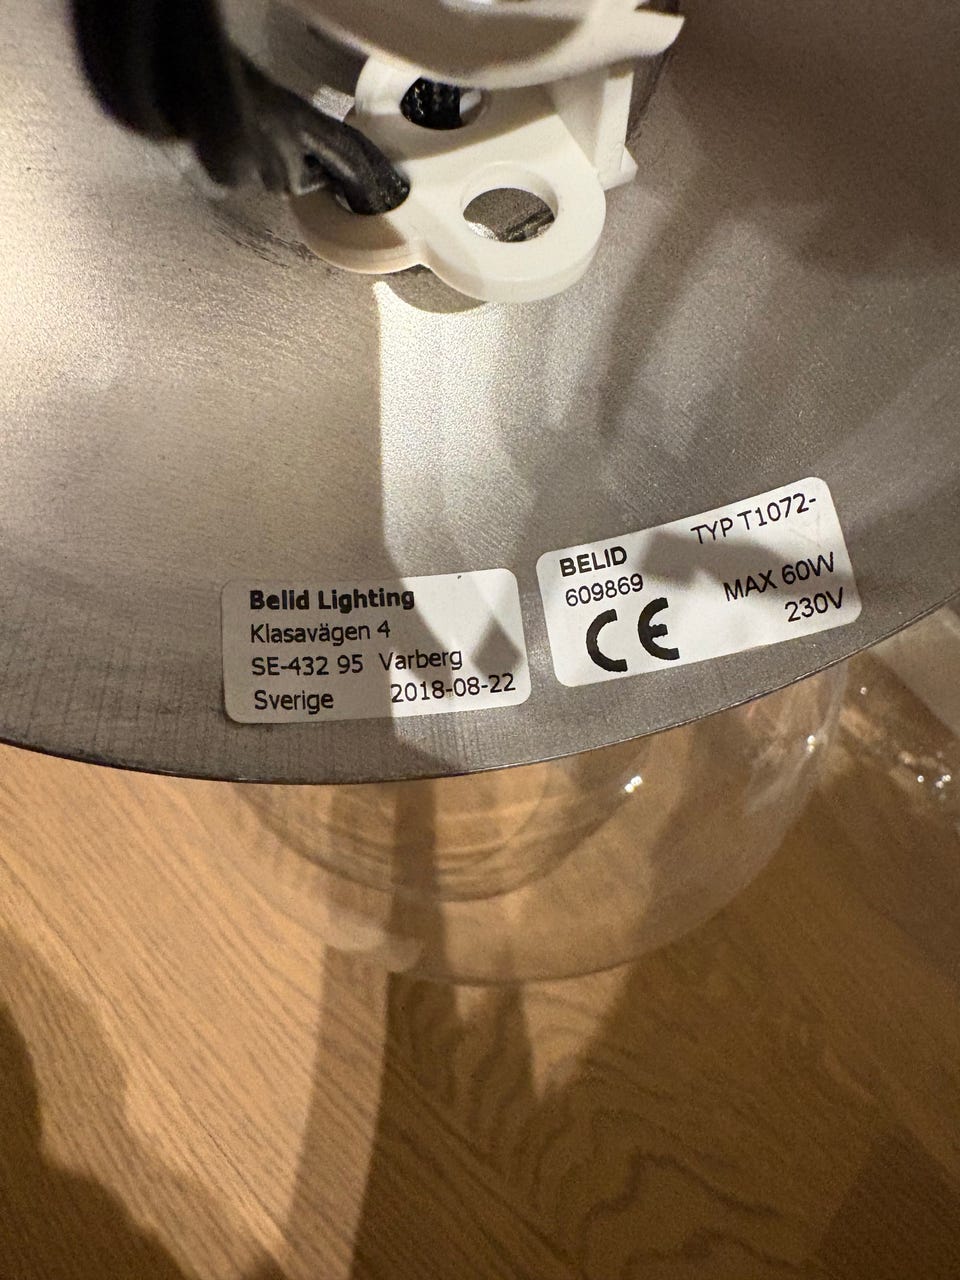 Belid Lighting
Klasavägen 4
SE-432 95 Varberg
Sverige 2018-08-22
BELID TYP T1072-
609869 MAX 60W
CE 230V